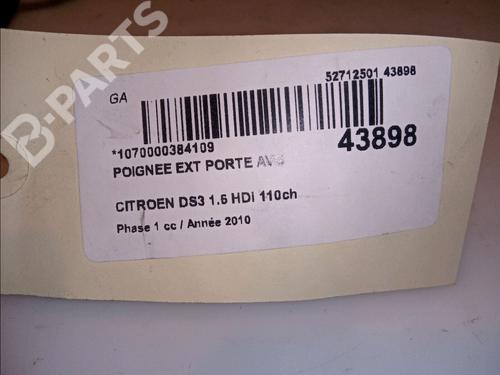 B-PARTS
GA
52712501 43898
*1070000384109
43898
POIGNEE EXT PORTE
CITROEN DS3 1.6 HDi 110ch
Phase 1 cc / Année 2010